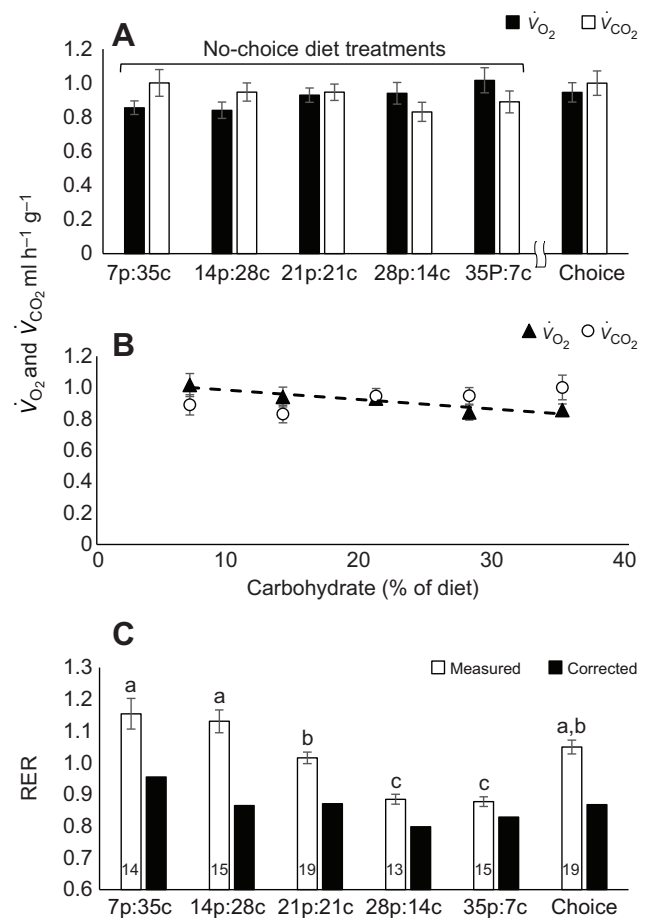 A
V̇O₂ V̇CO₂
No-choice diet treatments
1.2
1.0
0.8
0.6
0.4
0.2
0
7p:35c 14p:28c 21p:21c 28p:14c 35P:7c Choice
V̇O₂ and V̇CO₂ ml h⁻¹ g⁻¹
B
V̇O₂ V̇CO₂
1.2
1.0
0.8
0.6
0.4
0.2
0
0 10 20 30 40
Carbohydrate (% of diet)
C
Measured Corrected
1.3
1.2
1.1
1.0
0.9
0.8
0.7
0.6
RER
a a b c c a,b
14 15 19 13 15 19
7p:35c 14p:28c 21p:21c 28p:14c 35p:7c Choice